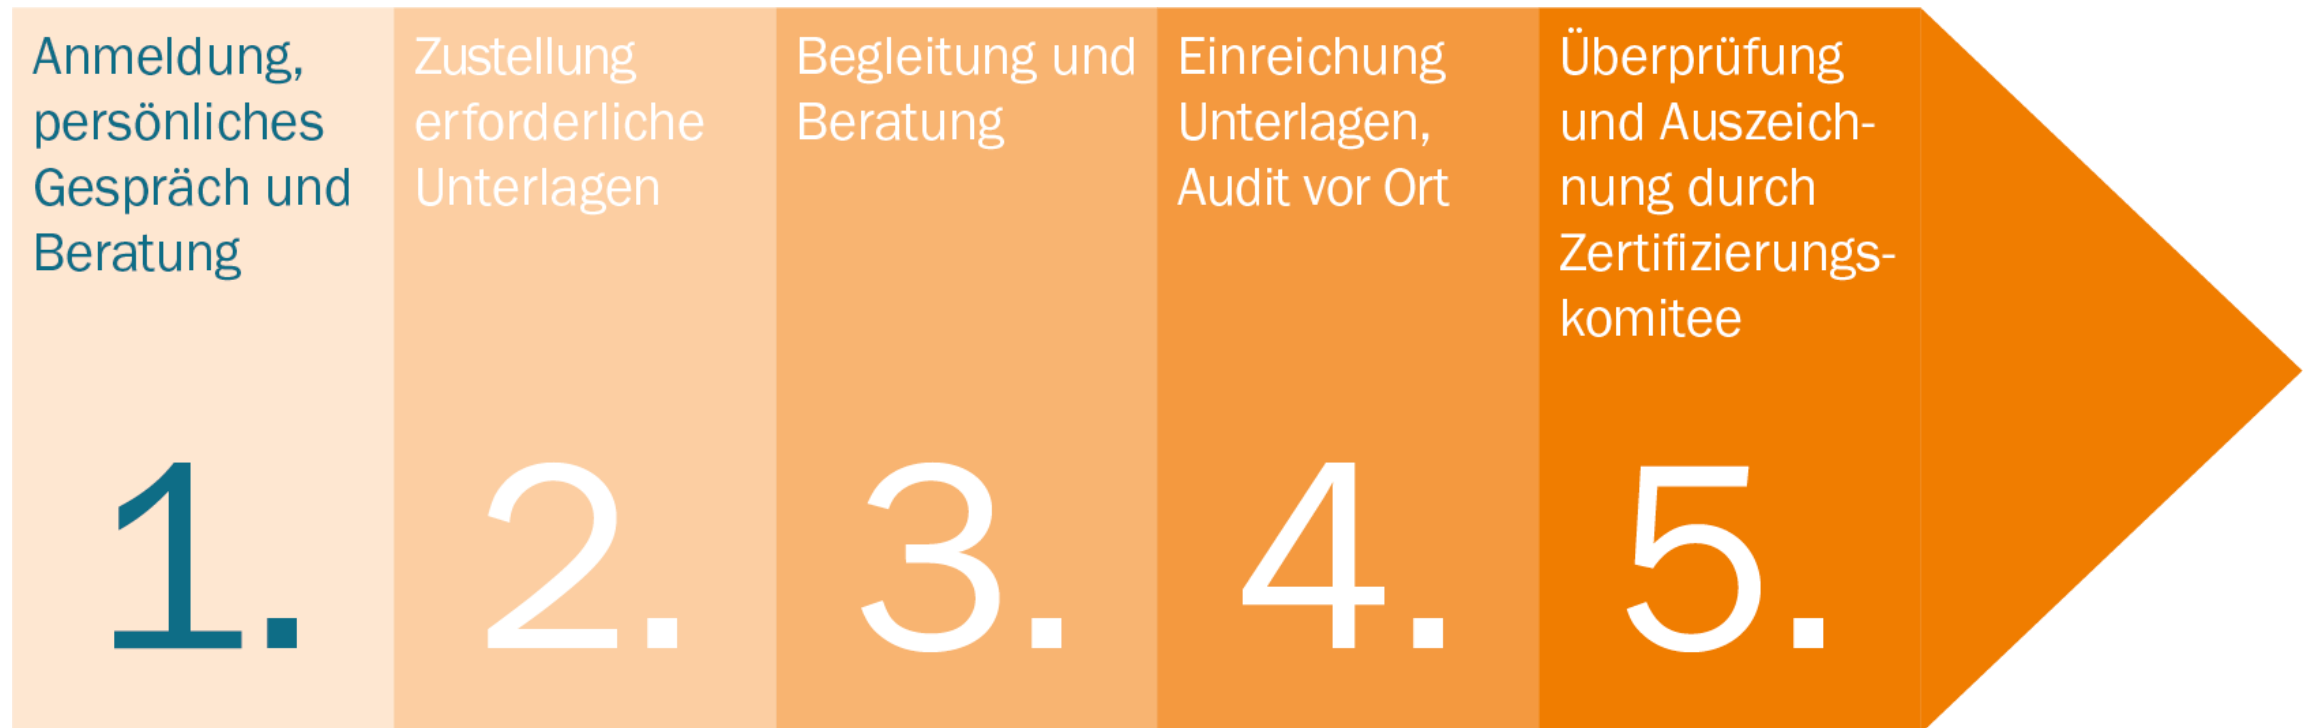 Anmeldung,
persönliches
Gespräch und
Beratung
1.
Zustellung
erforderliche
Unterlagen
2.
Begleitung und
Beratung
3.
Einreichung
Unterlagen,
Audit vor Ort
4.
Überprüfung
und Auszeich-
nung durch
Zertifizierungs-
komitee
5.